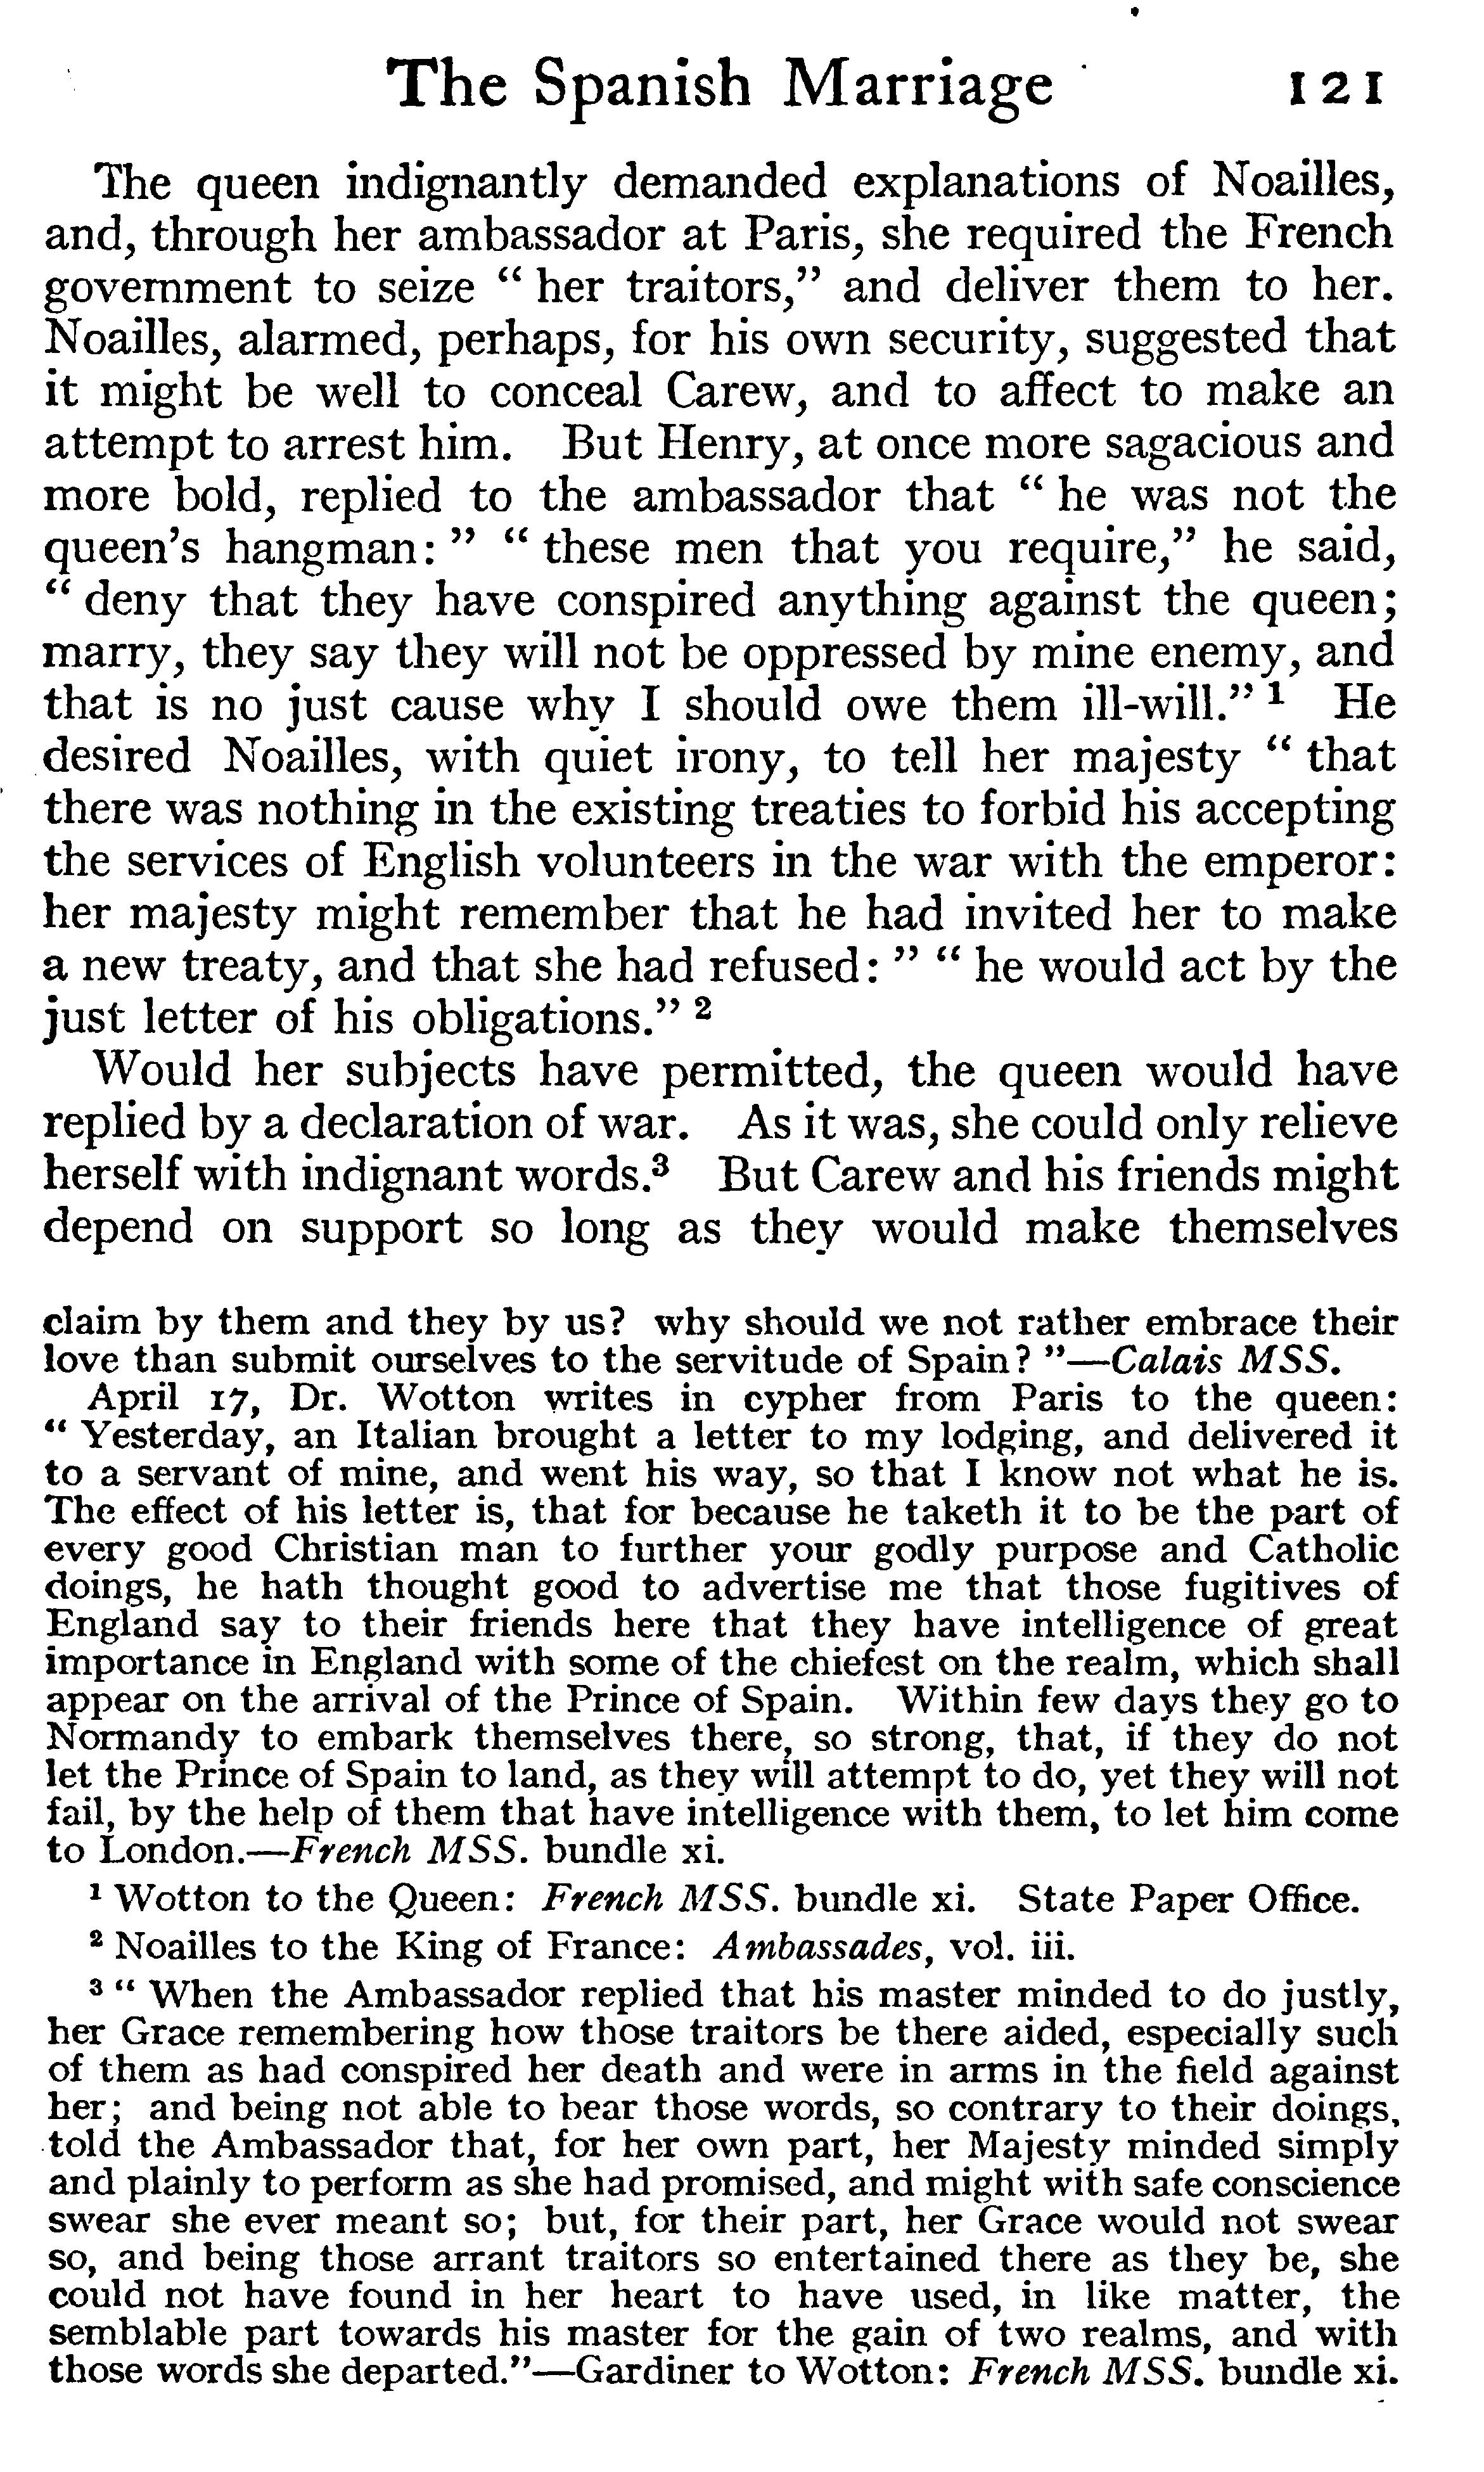 The Spanish Marriage 121
The queen indignantly demanded explanations of Noailles,
and, through her ambassador at Paris, she required the French
government to seize “ her traitors,” and deliver them to her.
Noailles, alarmed, perhaps, for his own security, suggested that
it might be well to conceal Carew, and to affect to make an
attempt to arrest him. But Henry, at once more sagacious and
more bold, replied to the ambassador that “ he was not the
queen's hangman: ” “ these men that you require,” he said,
“ deny that they have conspired anything against the queen;
marry, they say they will not be oppressed by mine enemy, and
that is no just cause why I should owe them ill-will.” 1 He
desired Noailles, with quiet irony, to tell her majesty “ that
there was nothing in the existing treaties to forbid his accepting
the services of English volunteers in the war with the emperor:
her majesty might remember that he had invited her to make
a new treaty, and that she had refused: ” “ he would act by the
just letter of his obligations.” 2
Would her subjects have permitted, the queen would have
replied by a declaration of war. As it was, she could only relieve
herself with indignant words.3 But Carew and his friends might
depend on support so long as they would make themselves
claim by them and they by us? why should we not rather embrace their
love than submit ourselves to the servitude of Spain? ”—Calais MSS.
April 17, Dr. Wotton writes in cypher from Paris to the queen:
“ Yesterday, an Italian brought a letter to my lodging, and delivered it
to a servant of mine, and went his way, so that I know not what he is.
The effect of his letter is, that for because he taketh it to be the part of
every good Christian man to further your godly purpose and Catholic
doings, he hath thought good to advertise me that those fugitives of
England say to their friends here that they have intelligence of great
importance in England with some of the chiefest on the realm, which shall
appear on the arrival of the Prince of Spain. Within few days they go to
Normandy to embark themselves there, so strong, that, if they do not
let the Prince of Spain to land, as they will attempt to do, yet they will not
fail, by the help of them that have intelligence with them, to let him come
to London.—French MSS. bundle xi.
1 Wotton to the Queen: French MSS. bundle xi. State Paper Office.
2 Noailles to the King of France: Ambassades, vol. iii.
3 “ When the Ambassador replied that his master minded to do justly,
her Grace remembering how those traitors be there aided, especially such
of them as had conspired her death and were in arms in the field against
her; and being not able to bear those words, so contrary to their doings,
told the Ambassador that, for her own part, her Majesty minded simply
and plainly to perform as she had promised, and might with safe conscience
swear she ever meant so; but, for their part, her Grace would not swear
so, and being those arrant traitors so entertained there as they be, she
could not have found in her heart to have used, in like matter, the
semblable part towards his master for the gain of two realms, and with
those words she departed.”—Gardiner to Wotton: French MSS. bundle xi.